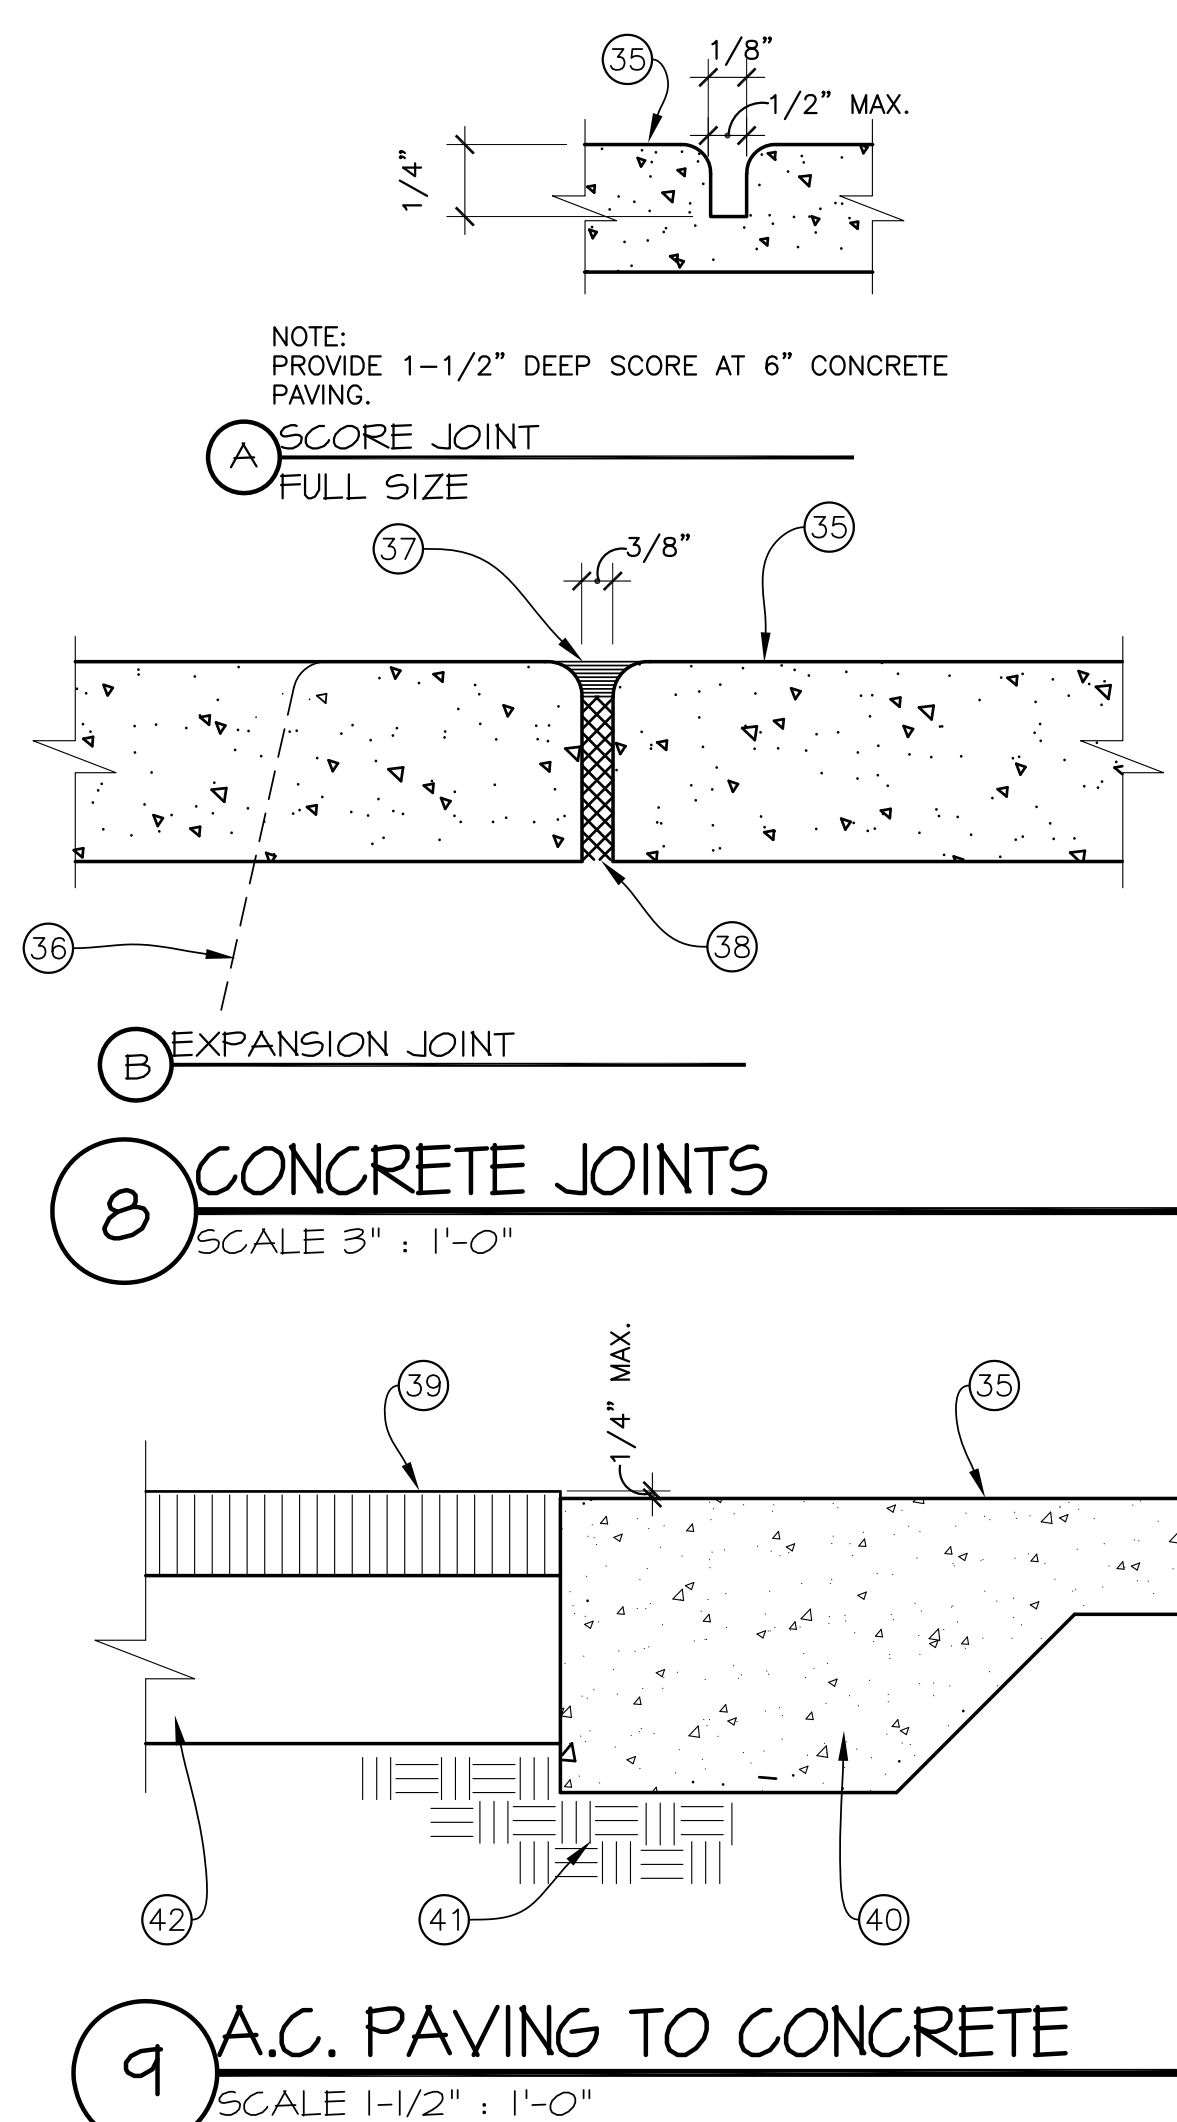 35
1/8"
1/2" MAX.
1/4"
NOTE:
PROVIDE 1-1/2" DEEP SCORE AT 6" CONCRETE
PAVING.
A
SCORE JOINT
FULL SIZE
37
3/8"
35
36
38
B
EXPANSION JOINT
8
CONCRETE JOINTS
SCALE 3" : 1'-0"
39
1/4" MAX.
35
42
41
40
9
A.C. PAVING TO CONCRETE
SCALE 1-1/2" : 1'-0"